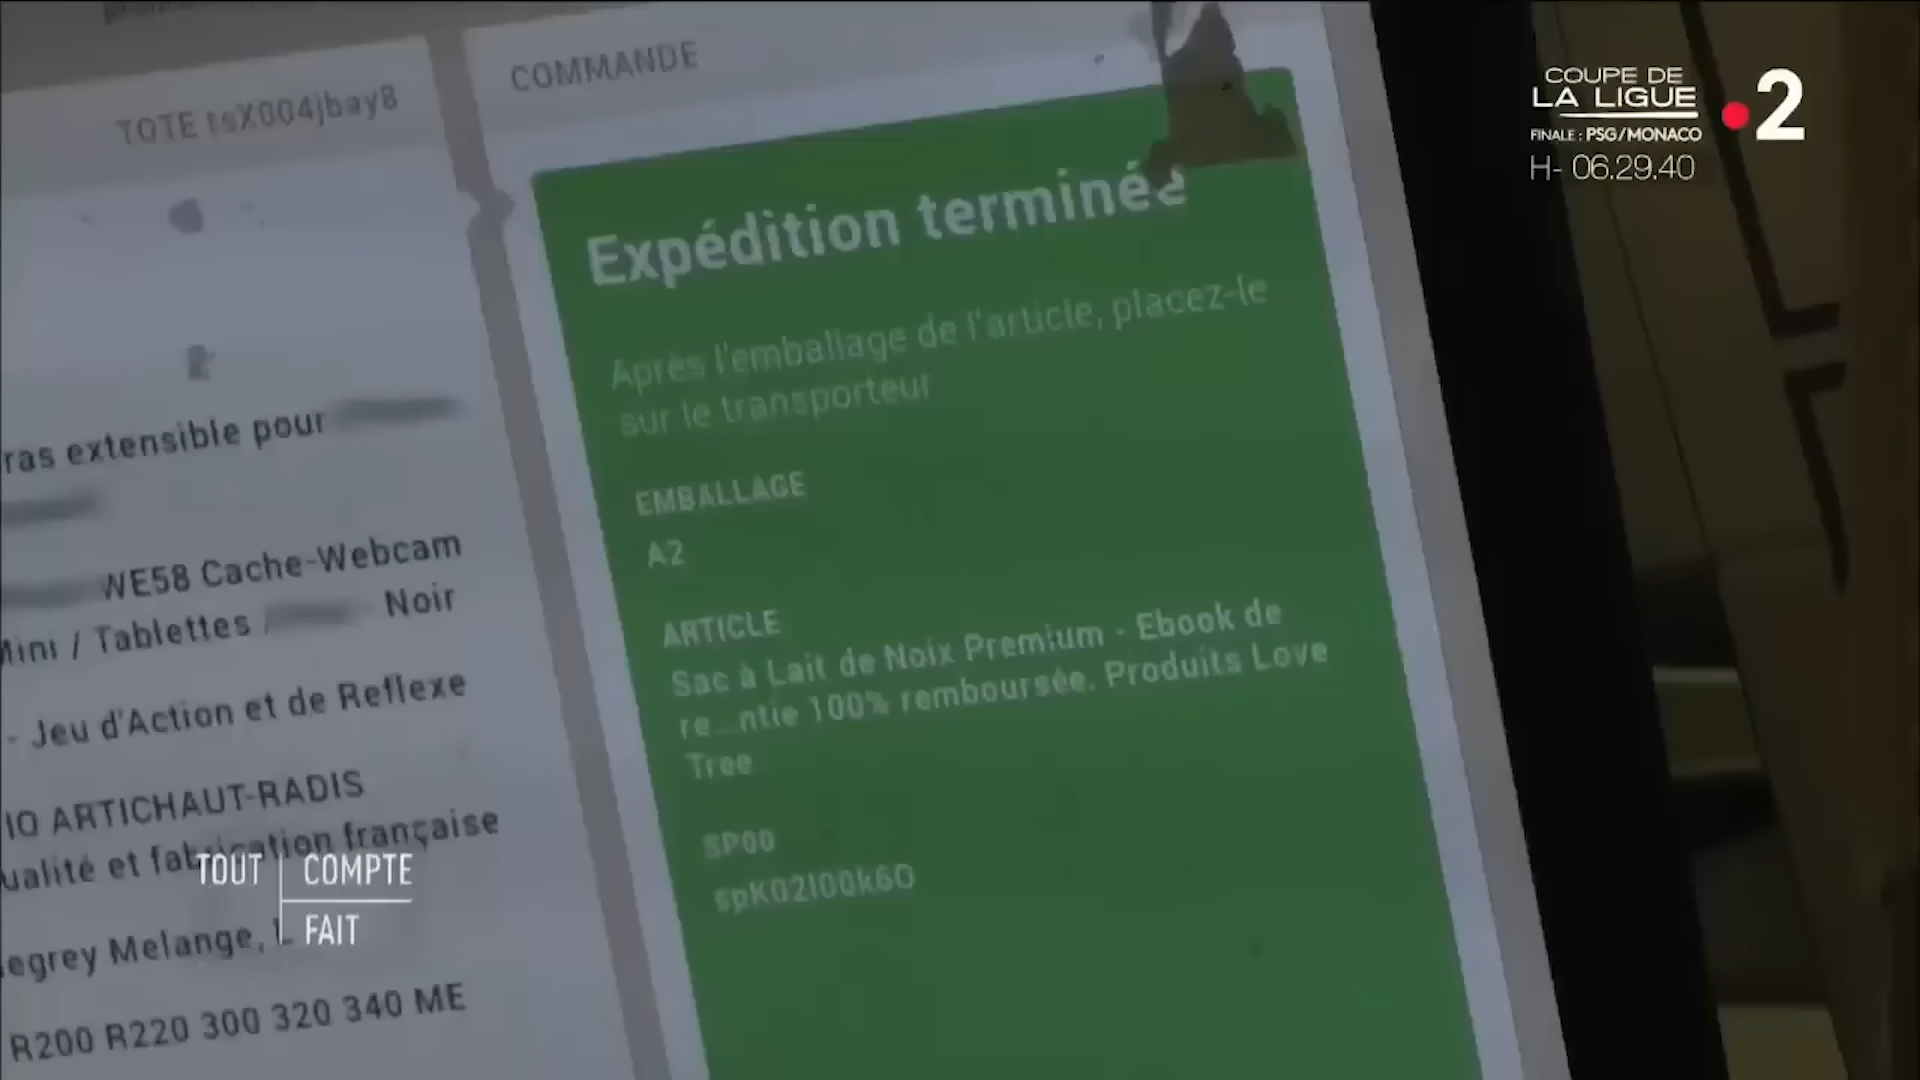 TOTE tsX004jbay8
2
ras extensible pour
WE58 Cache-Webcam
Mini / Tablettes / Noir
- Jeu d'Action et de Reflexe
IO ARTICHAUT-RADIS
ualité et fabrication française
egrey Melange, L
R200 R220 300 320 340 ME
COMMANDE
Expédition terminée
Après l'emballage de l'article, placez-le
sur le transporteur
EMBALLAGE
A2
ARTICLE
Sac à Lait de Noix Premium - Ebook de
re...ntie 100% remboursée. Produits Love
Tree
SP00
spK02l00k6O
COUPE DE
LA LIGUE
FINALE : PSG/MONACO
H- 06.29.40
2
TOUT COMPTE
FAIT